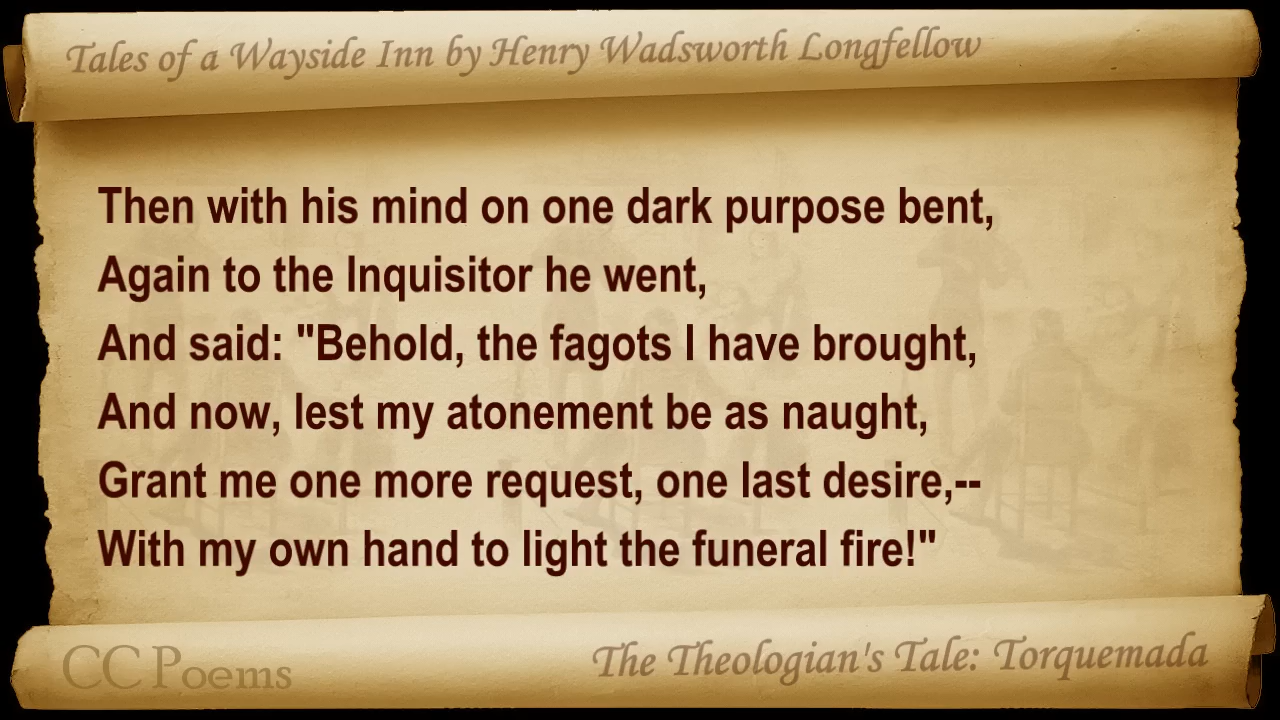 Tales of a Wayside Inn by Henry Wadsworth Longfellow
Then with his mind on one dark purpose bent,
Again to the Inquisitor he went,
And said: "Behold, the fagots I have brought,
And now, lest my atonement be as naught,
Grant me one more request, one last desire,--
With my own hand to light the funeral fire!"
CC Poems
The Theologian's Tale: Torquemada